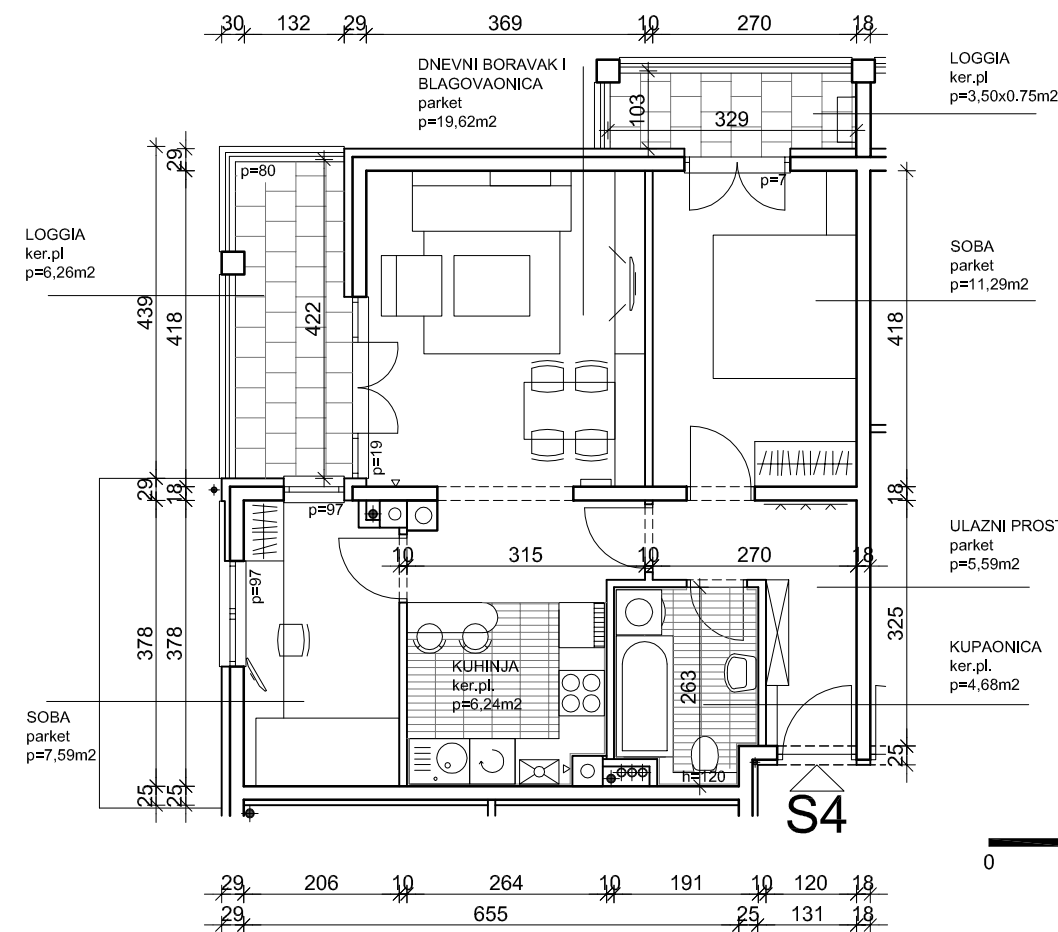 30 132 29 369 10 270 18
DNEVNI BORAVAK I
BLAGOVAONICA
parket
p=19,62m2
LOGGIA
ker.pl
p=3,50x0.75m2
103
329
29
p=80
p=7
LOGGIA
ker.pl
p=6,26m2
SOBA
parket
p=11,29m2
439
418
422
418
p=19
29
18
p=97
18
ULAZNI PROST
parket
p=5,59m2
10 315 10 270 18
p=97
378
378
325
KUHINJA
ker.pl.
p=6,24m2
263
KUPAONICA
ker.pl.
p=4,68m2
SOBA
parket
p=7,59m2
25
25
25
h=120
S4
0
29 206 10 264 10 191 10 120 18
29 655 25 131 18